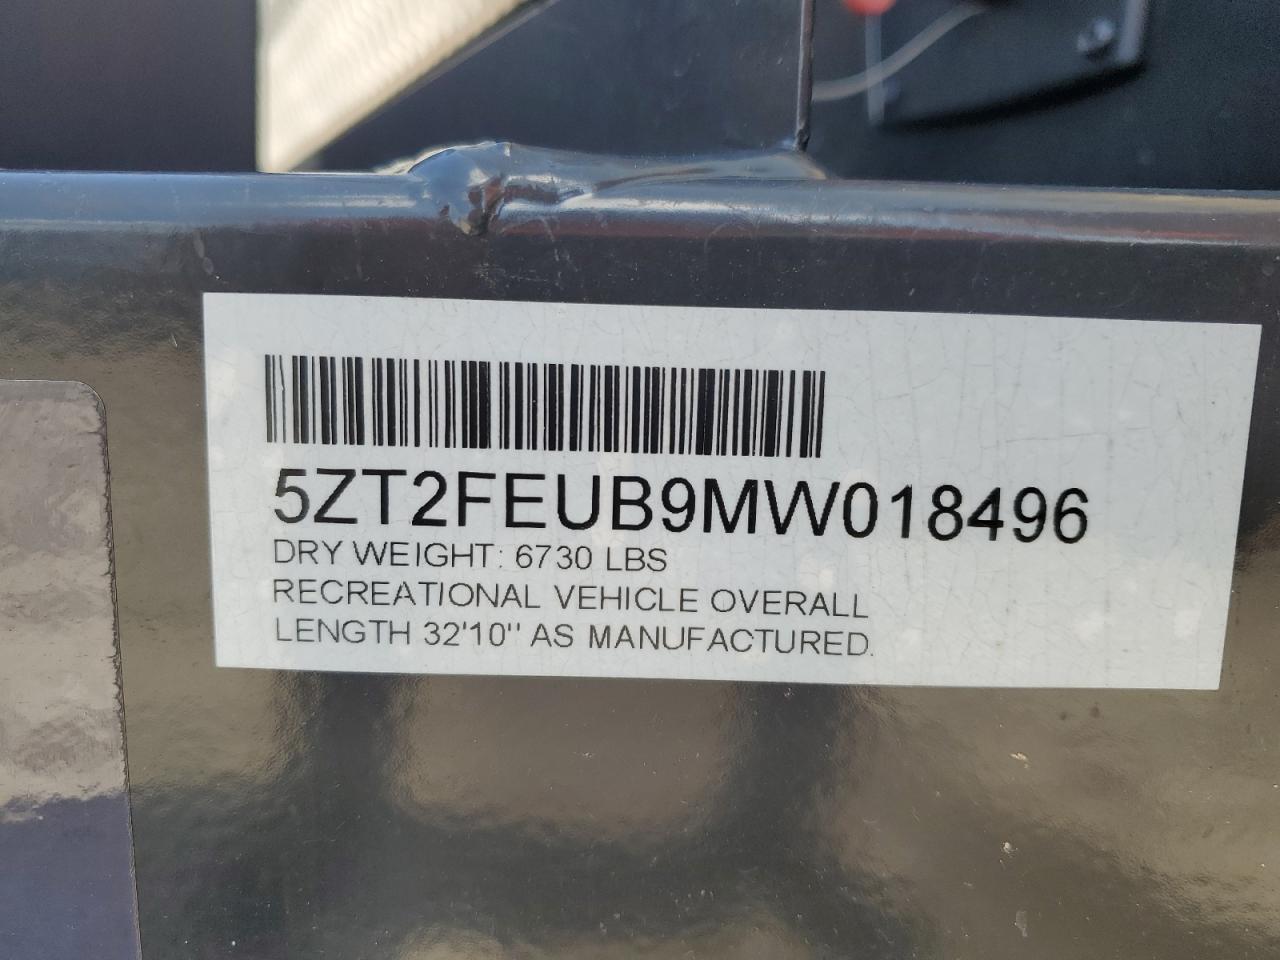 5ZT2FEUB9MW018496
DRY WEIGHT: 6730 LBS
RECREATIONAL VEHICLE OVERALL
LENGTH 32'10" AS MANUFACTURED.